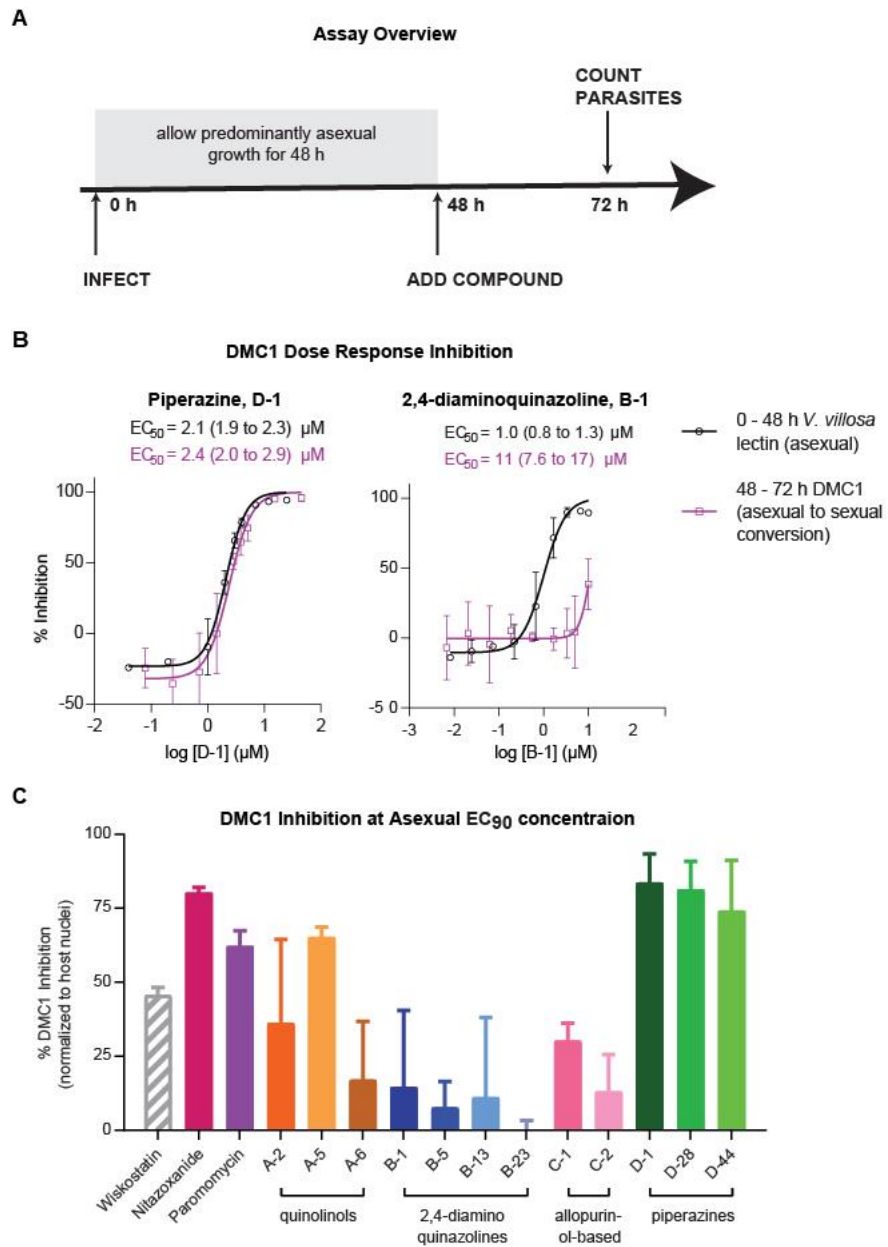 A
Assay Overview
COUNT
PARASITES
allow predominantly asexual
growth for 48 h
0 h
48 h
72 h
INFECT
ADD COMPOUND
B
DMC1 Dose Response Inhibition
Piperazine, D-1
EC50 = 2.1 (1.9 to 2.3) µM
EC50 = 2.4 (2.0 to 2.9) µM
2,4-diaminoquinazoline, B-1
EC50 = 1.0 (0.8 to 1.3) µM
EC50 = 11 (7.6 to 17) µM
0 - 48 h V. villosa
lectin (asexual)
48 - 72 h DMC1
(asexual to sexual
conversion)
% Inhibition
100
50
0
-50
-2 -1 0 1 2
log [D-1] (µM)
100
50
0
-5 0
-3 -2 -1 0 1 2
log [B-1] (µM)
C
DMC1 Inhibition at Asexual EC90 concentraion
% DMC1 Inhibition
(normalized to host nuclei)
100
75
50
25
0
Wiskostatin
Nitazoxanide
Paromomycin
A-2
A-5
A-6
B-1
B-5
B-13
B-23
C-1
C-2
D-1
D-28
D-44
quinolinols
2,4-diamino
quinazolines
allopurin-
ol-based
piperazines